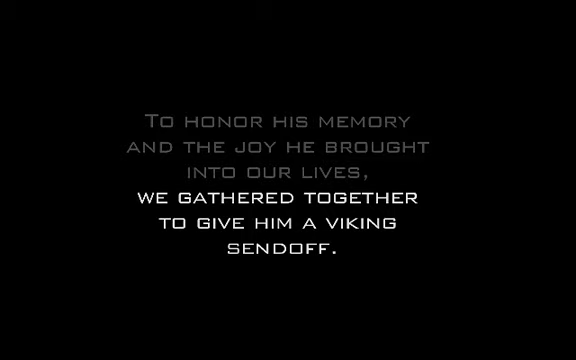 To honor his memory
and the joy he brought
into our lives,
we gathered together
to give him a viking
sendoff.